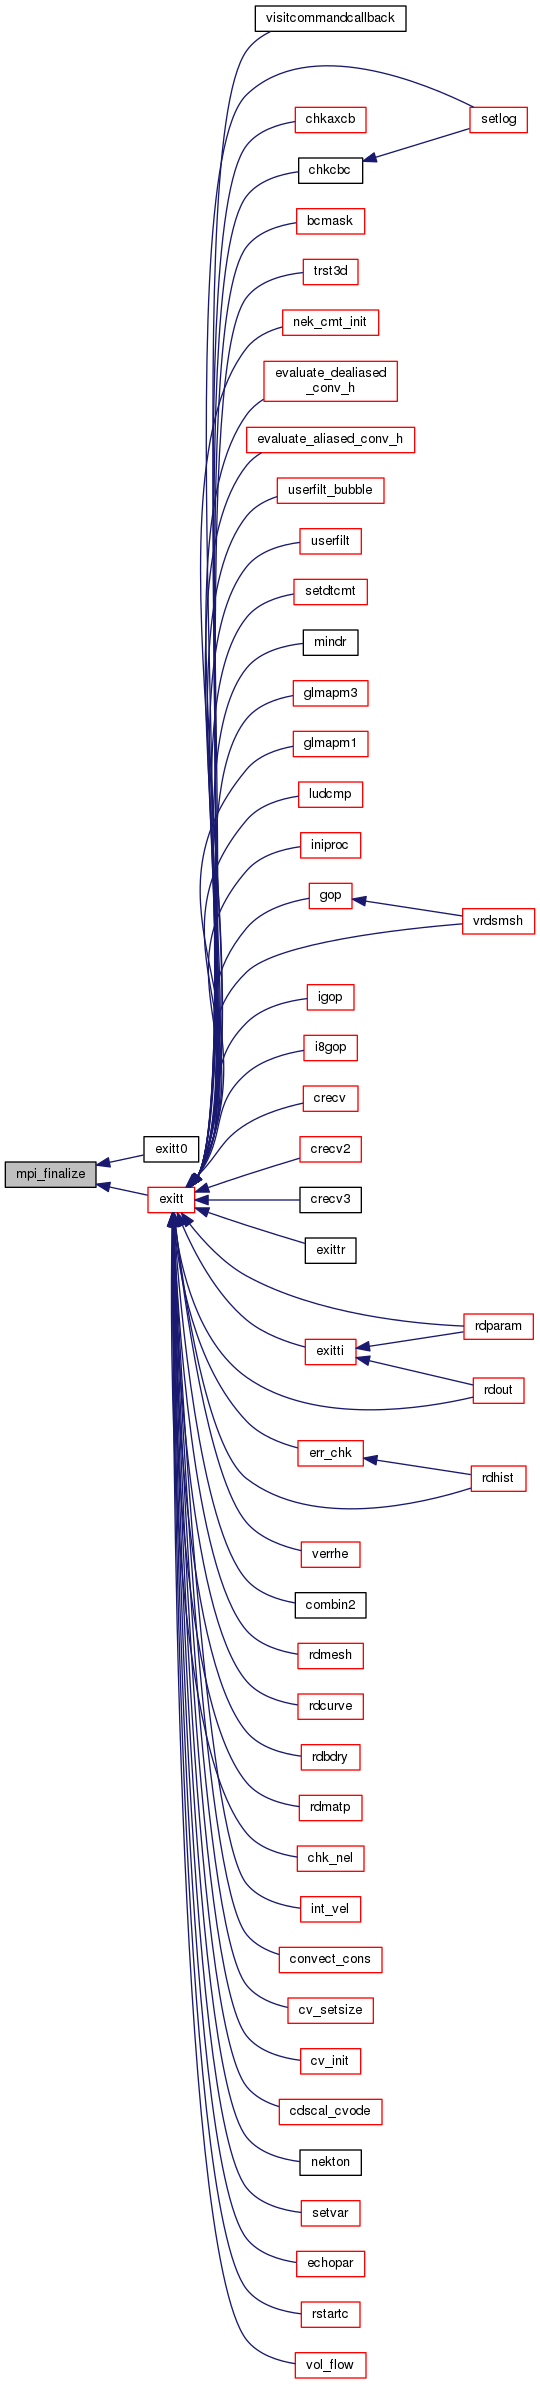 visitcommandcallback
setlog
chkaxcb
chkcbc
bcmask
trst3d
nek_cmt_init
evaluate_dealiased
_conv_h
evaluate_aliased_conv_h
userfilt_bubble
userfilt
setdtcmt
mindr
glmapm3
glmapm1
ludcmp
iniproc
gop
vrdsmsh
igop
i8gop
crecv
exitt0
crecv2
mpi_finalize
exitt
crecv3
exittr
rdparam
exitti
rdout
err_chk
rdhist
verrhe
combin2
rdmesh
rdcurve
rdbdry
rdmatp
chk_nel
int_vel
convect_cons
cv_setsize
cv_init
cdscal_cvode
nekton
setvar
echopar
rstartc
vol_flow